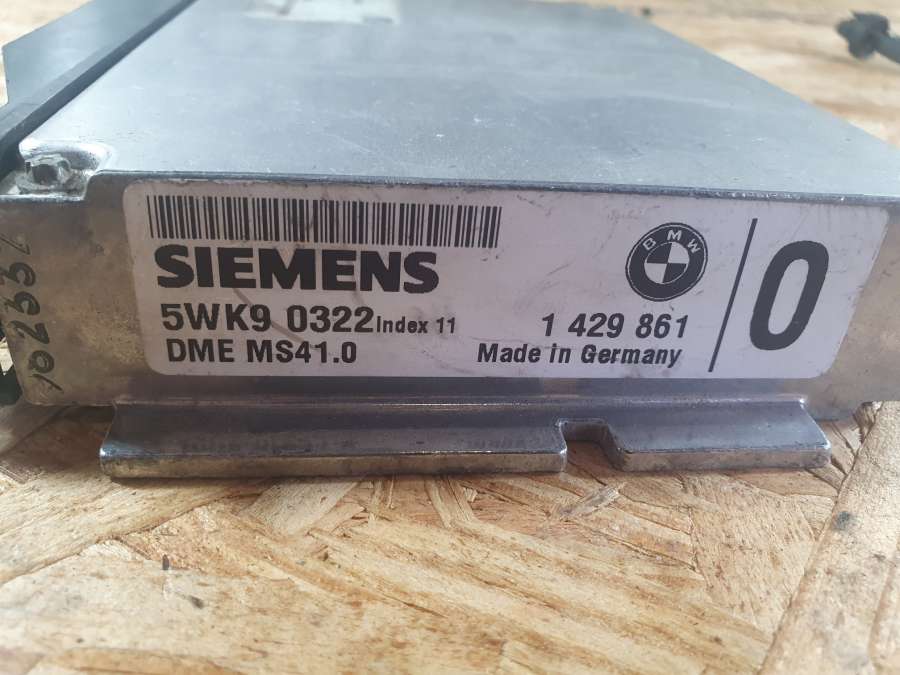 SIEMENS
5WK9 0322 Index 11
DME MS41.0
BMW
1 429 861
Made in Germany
0